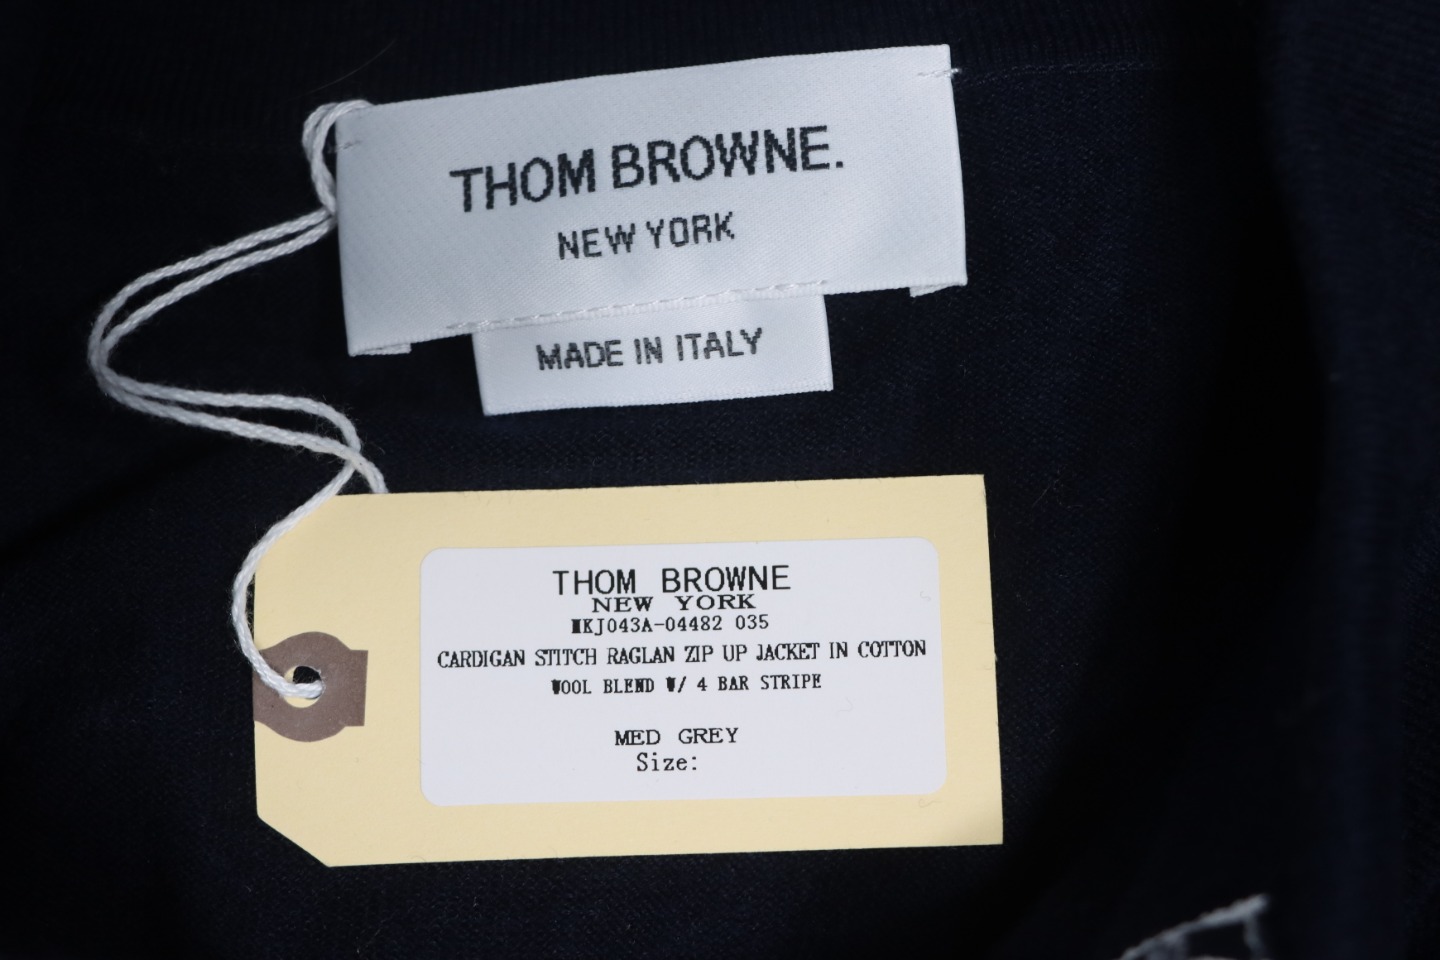 THOM BROWNE.
NEW YORK
MADE IN ITALY
THOM BROWNE
NEW YORK
MKJ043A-04482 035
CARDIGAN STITCH RAGLAN ZIP UP JACKET IN COTTON
WOOL BLEND W/ 4 BAR STRIPE
MED GREY
Size: